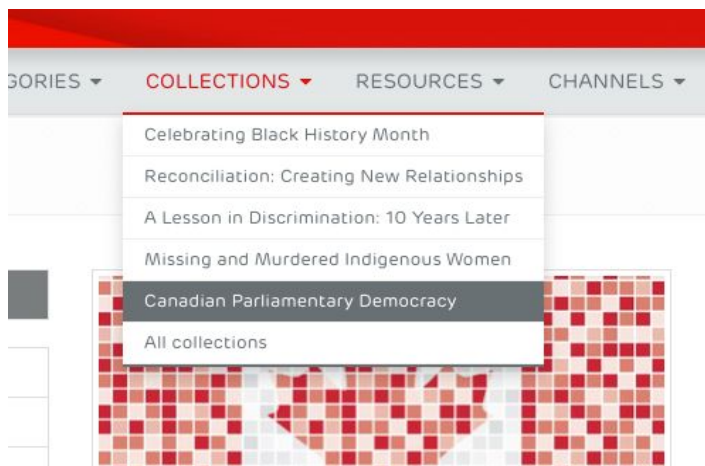 GORIES
COLLECTIONS
RESOURCES
CHANNELS
Celebrating Black History Month
Reconciliation: Creating New Relationships
A Lesson in Discrimination: 10 Years Later
Missing and Murdered Indigenous Women
Canadian Parliamentary Democracy
All collections